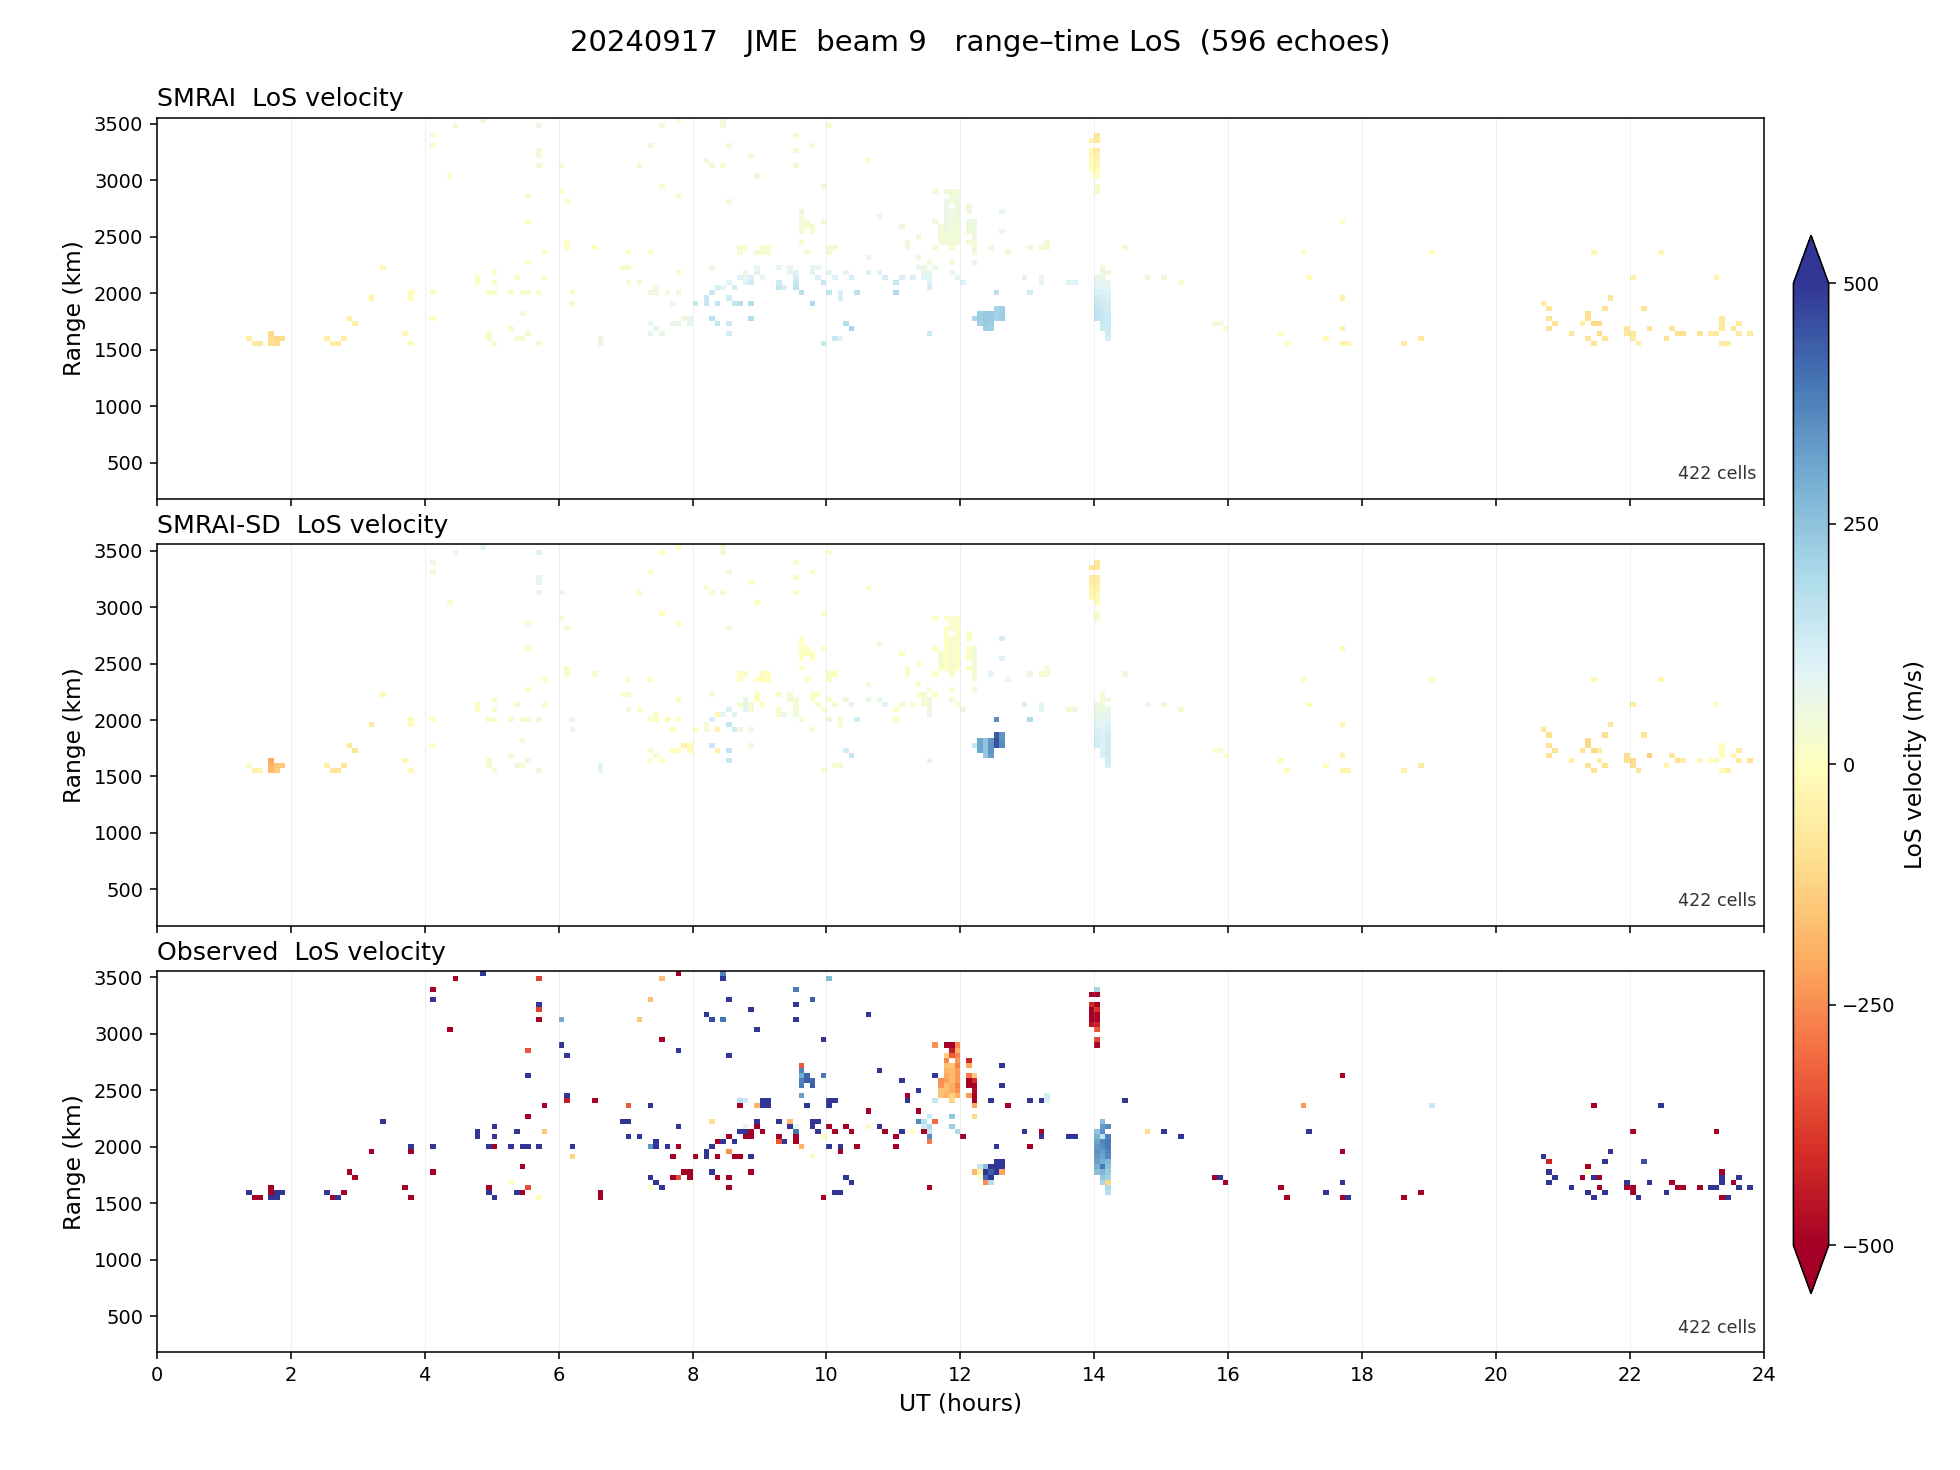 20240917   JME  beam 9   range–time LoS  (596 echoes)
SMRAI  LoS velocity
3500
3000
2500
2000
1500
1000
500
Range (km)
422 cells
SMRAI-SD  LoS velocity
3500
3000
2500
2000
1500
1000
500
Range (km)
422 cells
Observed  LoS velocity
3500
3000
2500
2000
1500
1000
500
Range (km)
422 cells
0 2 4 6 8 10 12 14 16 18 20 22 24
UT (hours)
500
250
0
−250
−500
LoS velocity (m/s)